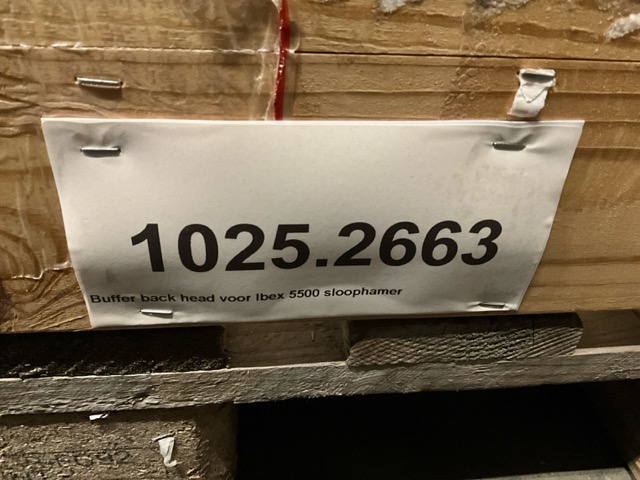 1025.2663
Buffer back head voor Ibex 5500 sloophamer